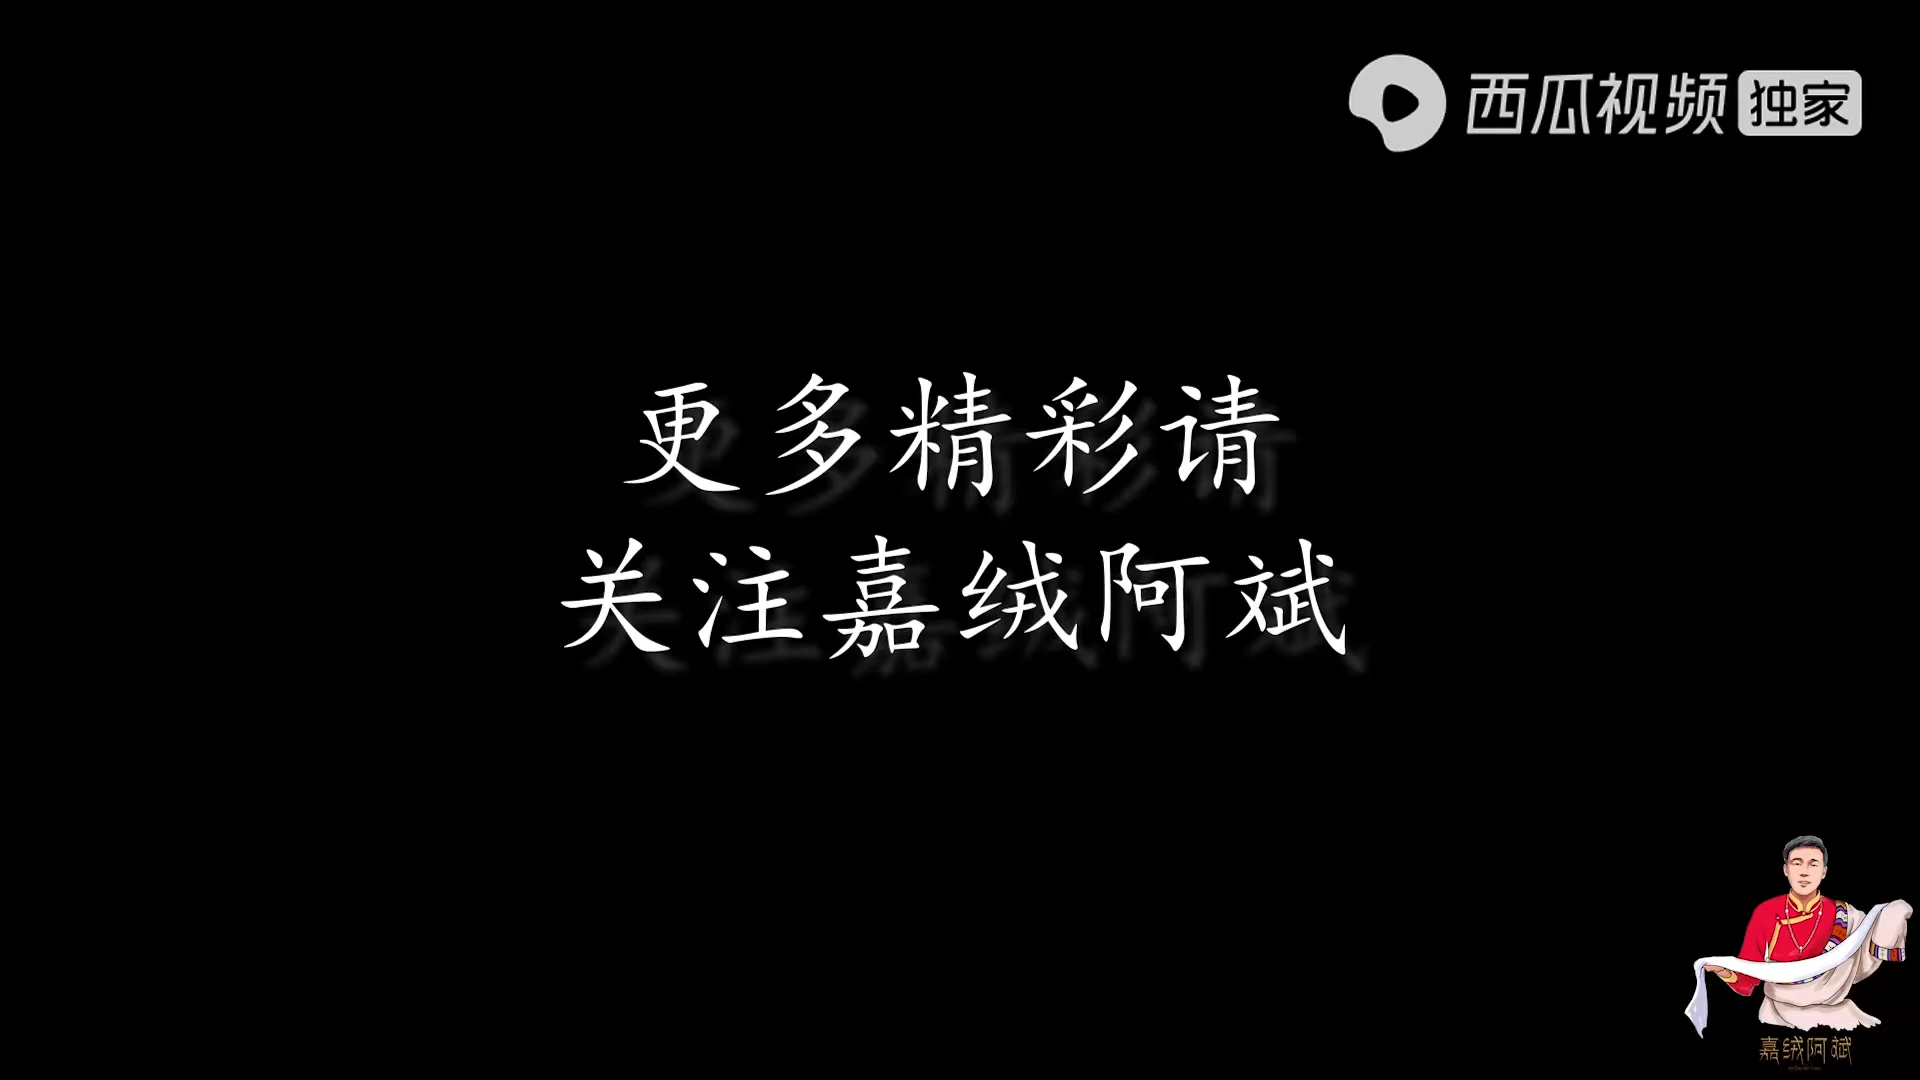 西瓜视频 独家
更多精彩请
关注嘉绒阿斌
嘉绒阿斌